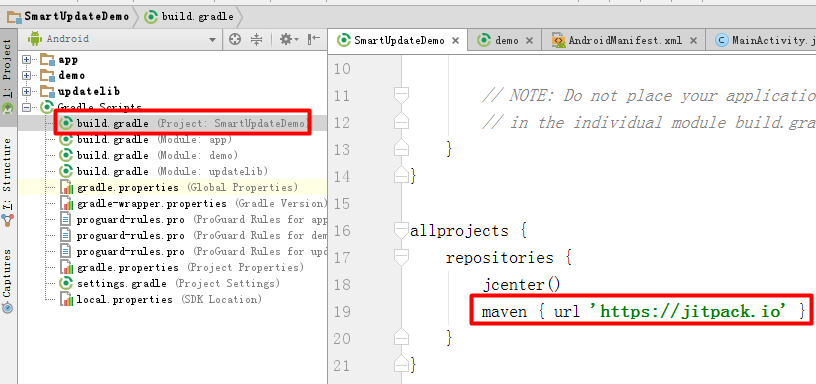 SmartUpdateDemo build.gradle
1: Project
7: Structure
Captures
Android
app
demo
updatelib
Gradle Scripts
build.gradle (Project: SmartUpdateDemo)
build.gradle (Module: app)
build.gradle (Module: demo)
build.gradle (Module: updatelib)
gradle.properties (Global Properties)
gradle-wrapper.properties (Gradle Version)
proguard-rules.pro (ProGuard Rules for app
proguard-rules.pro (ProGuard Rules for dem
proguard-rules.pro (ProGuard Rules for upd
gradle.properties (Project Properties)
settings.gradle (Project Settings)
local.properties (SDK Location)
SmartUpdateDemo × demo × AndroidManifest.xml × MainActivity.j
10
11 // NOTE: Do not place your application
12 // in the individual module build.gra
13 }
14 }
15
16 allprojects {
17 repositories {
18 jcenter()
19 maven { url 'https://jitpack.io' }
20 }
21 }